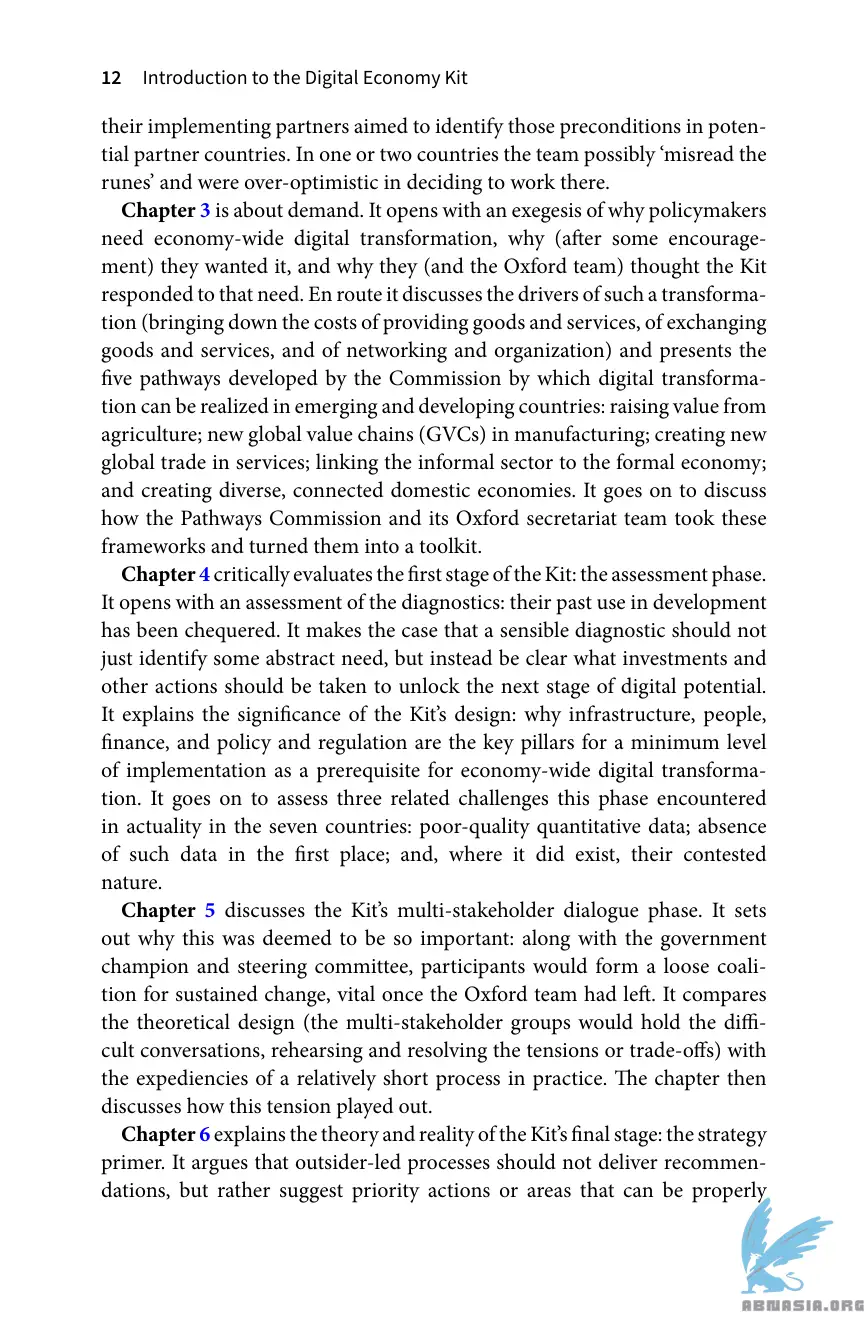 12 Introduction to the Digital Economy Kit
their implementing partners aimed to identify those preconditions in poten-
tial partner countries. In one or two countries the team possibly ‘misread the
runes’ and were over-optimistic in deciding to work there.
Chapter 3 is about demand. It opens with an exegesis of why policymakers
need economy-wide digital transformation, why (after some encourage-
ment) they wanted it, and why they (and the Oxford team) thought the Kit
responded to that need. En route it discusses the drivers of such a transforma-
tion (bringing down the costs of providing goods and services, of exchanging
goods and services, and of networking and organization) and presents the
five pathways developed by the Commission by which digital transforma-
tion can be realized in emerging and developing countries: raising value from
agriculture; new global value chains (GVCs) in manufacturing; creating new
global trade in services; linking the informal sector to the formal economy;
and creating diverse, connected domestic economies. It goes on to discuss
how the Pathways Commission and its Oxford secretariat team took these
frameworks and turned them into a toolkit.
Chapter 4 critically evaluates the first stage of the Kit: the assessment phase.
It opens with an assessment of the diagnostics: their past use in development
has been chequered. It makes the case that a sensible diagnostic should not
just identify some abstract need, but instead be clear what investments and
other actions should be taken to unlock the next stage of digital potential.
It explains the significance of the Kit’s design: why infrastructure, people,
finance, and policy and regulation are the key pillars for a minimum level
of implementation as a prerequisite for economy-wide digital transforma-
tion. It goes on to assess three related challenges this phase encountered
in actuality in the seven countries: poor-quality quantitative data; absence
of such data in the first place; and, where it did exist, their contested
nature.
Chapter 5 discusses the Kit’s multi-stakeholder dialogue phase. It sets
out why this was deemed to be so important: along with the government
champion and steering committee, participants would form a loose coali-
tion for sustained change, vital once the Oxford team had left. It compares
the theoretical design (the multi-stakeholder groups would hold the diffi-
cult conversations, rehearsing and resolving the tensions or trade-offs) with
the expediencies of a relatively short process in practice. The chapter then
discusses how this tension played out.
Chapter 6 explains the theory and reality of the Kit’s final stage: the strategy
primer. It argues that outsider-led processes should not deliver recommen-
dations, but rather suggest priority actions or areas that can be properly
ABNASIA.ORG